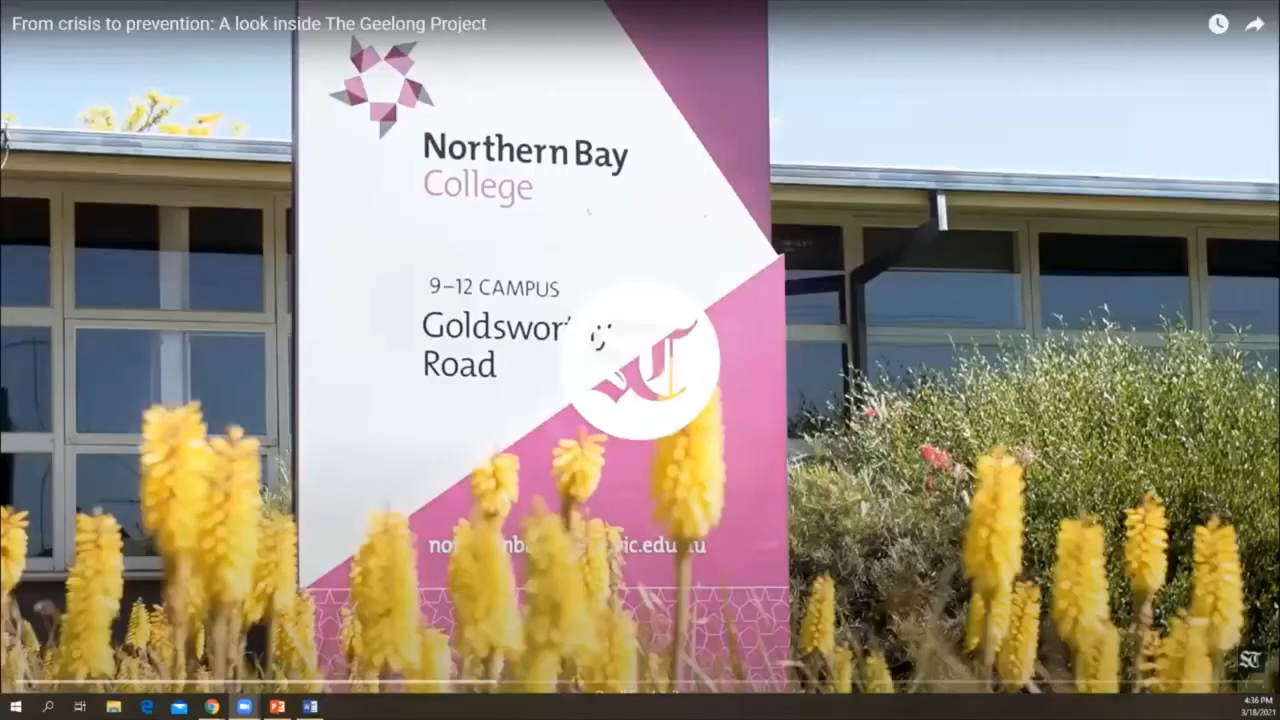 From crisis to prevention: A look inside The Geelong Project
Northern Bay
College
9–12 CAMPUS
Road
4:36 PM
3/18/2021